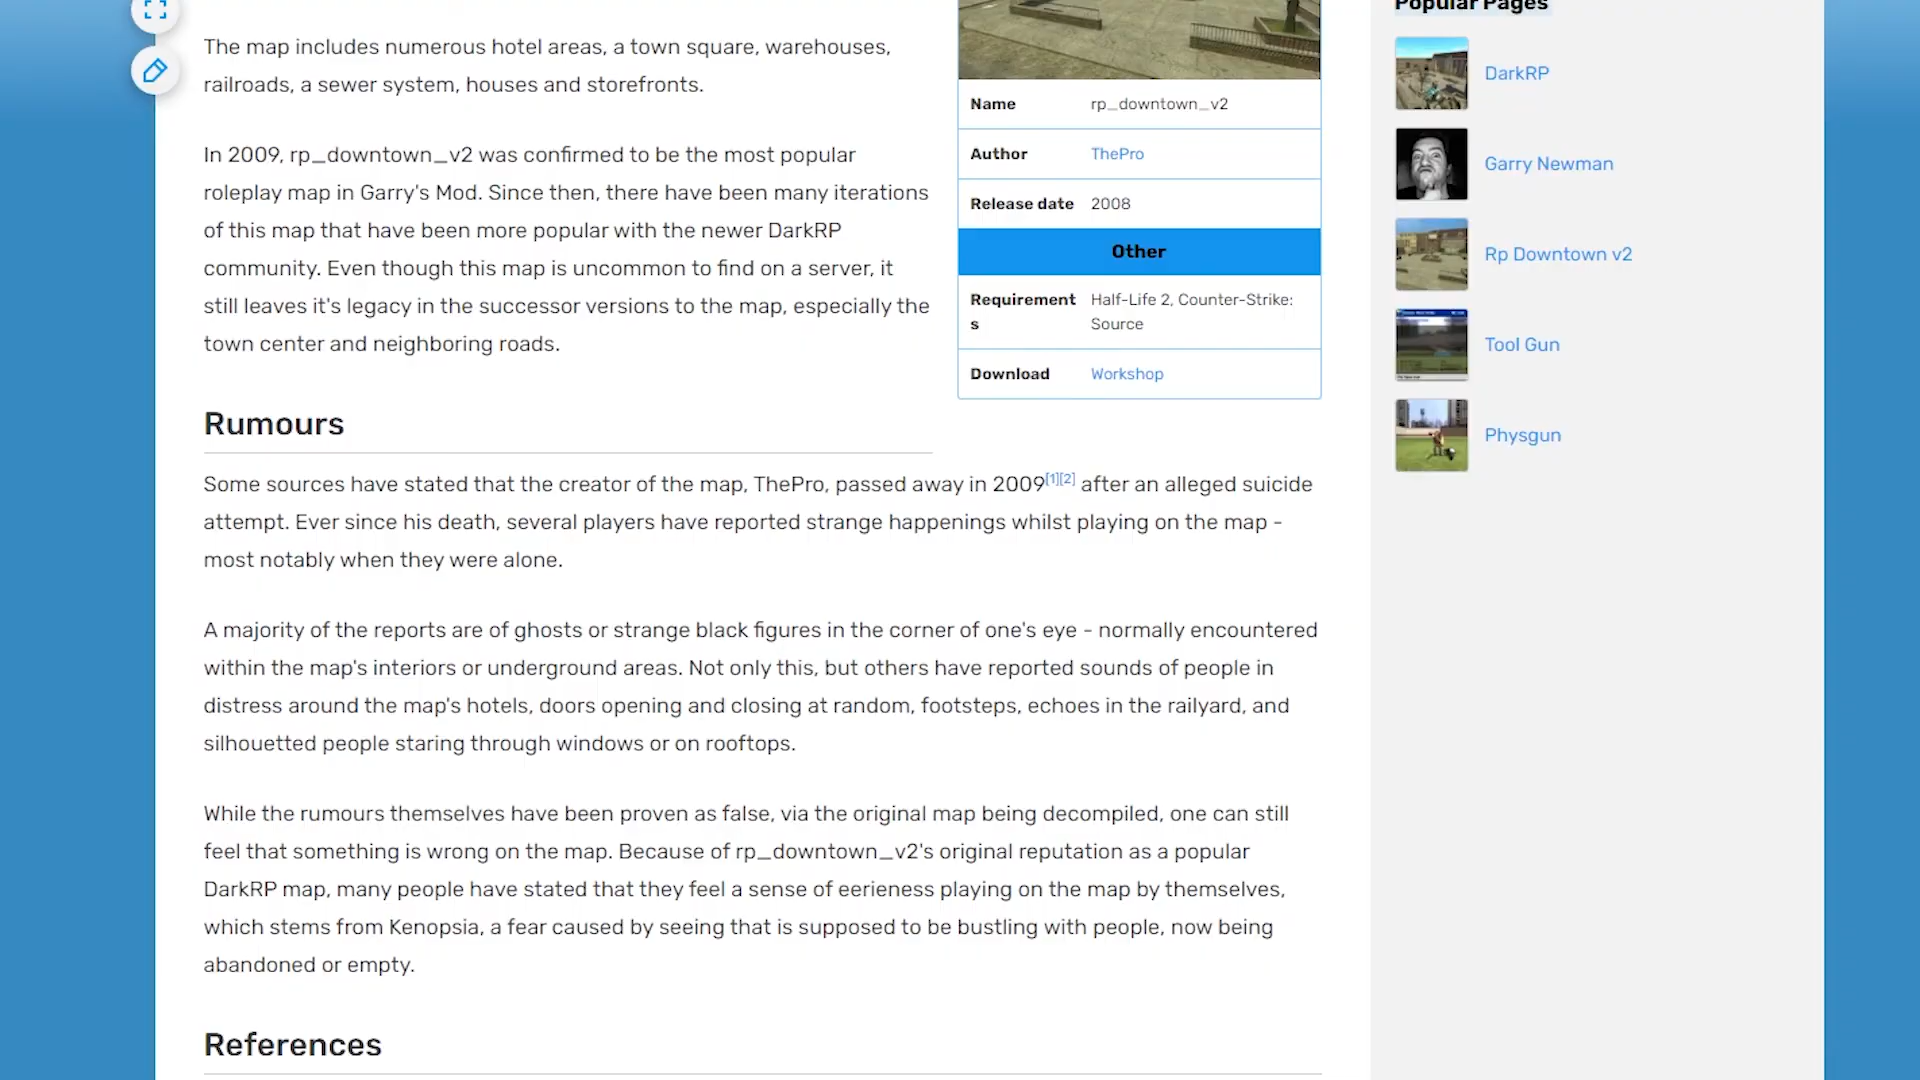 The map includes numerous hotel areas, a town square, warehouses,
railroads, a sewer system, houses and storefronts.
In 2009, rp_downtown_v2 was confirmed to be the most popular
roleplay map in Garry's Mod. Since then, there have been many iterations
of this map that have been more popular with the newer DarkRP
community. Even though this map is uncommon to find on a server, it
still leaves it's legacy in the successor versions to the map, especially the
town center and neighboring roads.
Name rp_downtown_v2
Author ThePro
Release date 2008
Other
Requirement Half-Life 2, Counter-Strike:
s Source
Download Workshop
Rumours
Some sources have stated that the creator of the map, ThePro, passed away in 2009[1][2] after an alleged suicide
attempt. Ever since his death, several players have reported strange happenings whilst playing on the map -
most notably when they were alone.
A majority of the reports are of ghosts or strange black figures in the corner of one's eye - normally encountered
within the map's interiors or underground areas. Not only this, but others have reported sounds of people in
distress around the map's hotels, doors opening and closing at random, footsteps, echoes in the railyard, and
silhouetted people staring through windows or on rooftops.
While the rumours themselves have been proven as false, via the original map being decompiled, one can still
feel that something is wrong on the map. Because of rp_downtown_v2's original reputation as a popular
DarkRP map, many people have stated that they feel a sense of eerieness playing on the map by themselves,
which stems from Kenopsia, a fear caused by seeing that is supposed to be bustling with people, now being
abandoned or empty.
References
Popular Pages
DarkRP
Garry Newman
Rp Downtown v2
Tool Gun
Physgun